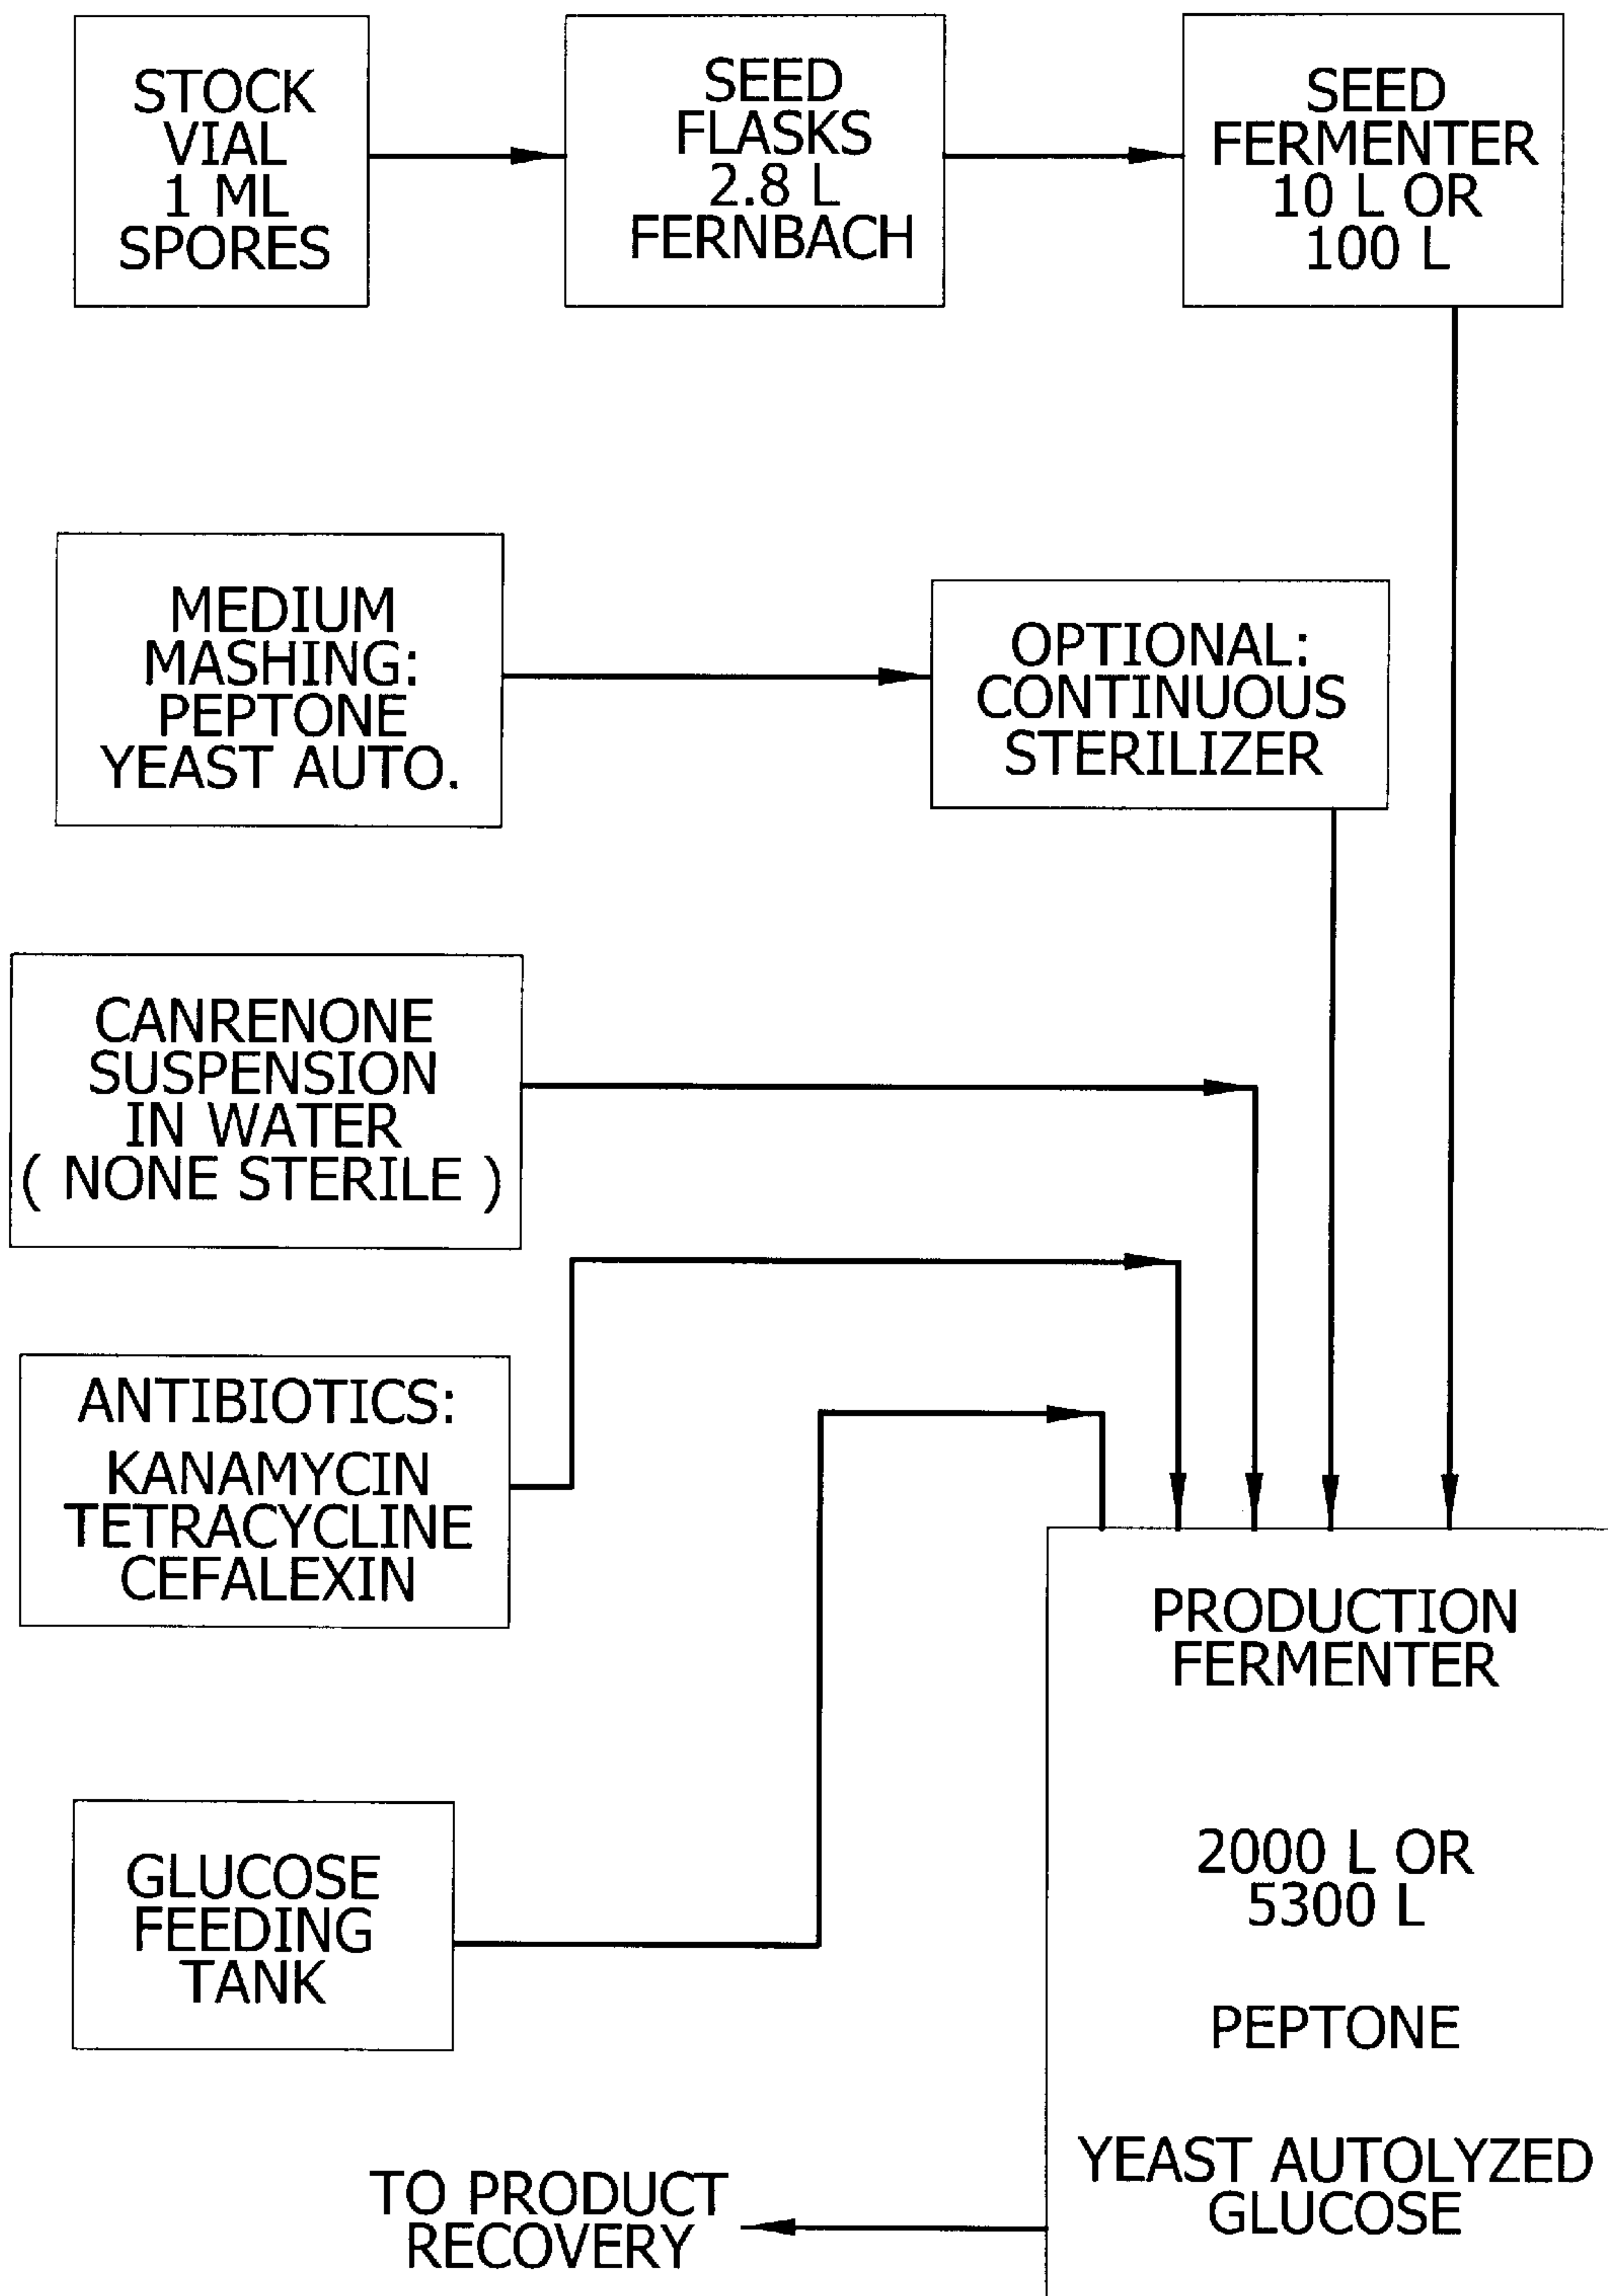 STOCK
VIAL
1 ML
SPORES
SEED
FLASKS
2.8 L
FERNBACH
SEED
FERMENTER
10 L OR
100 L
MEDIUM
MASHING:
PEPTONE
YEAST AUTO.
OPTIONAL:
CONTINUOUS
STERILIZER
CANRENONE
SUSPENSION
IN WATER
( NONE STERILE )
ANTIBIOTICS:
KANAMYCIN
TETRACYCLINE
CEFALEXIN
GLUCOSE
FEEDING
TANK
PRODUCTION
FERMENTER
2000 L OR
5300 L
PEPTONE
YEAST AUTOLYZED
GLUCOSE
TO PRODUCT
RECOVERY